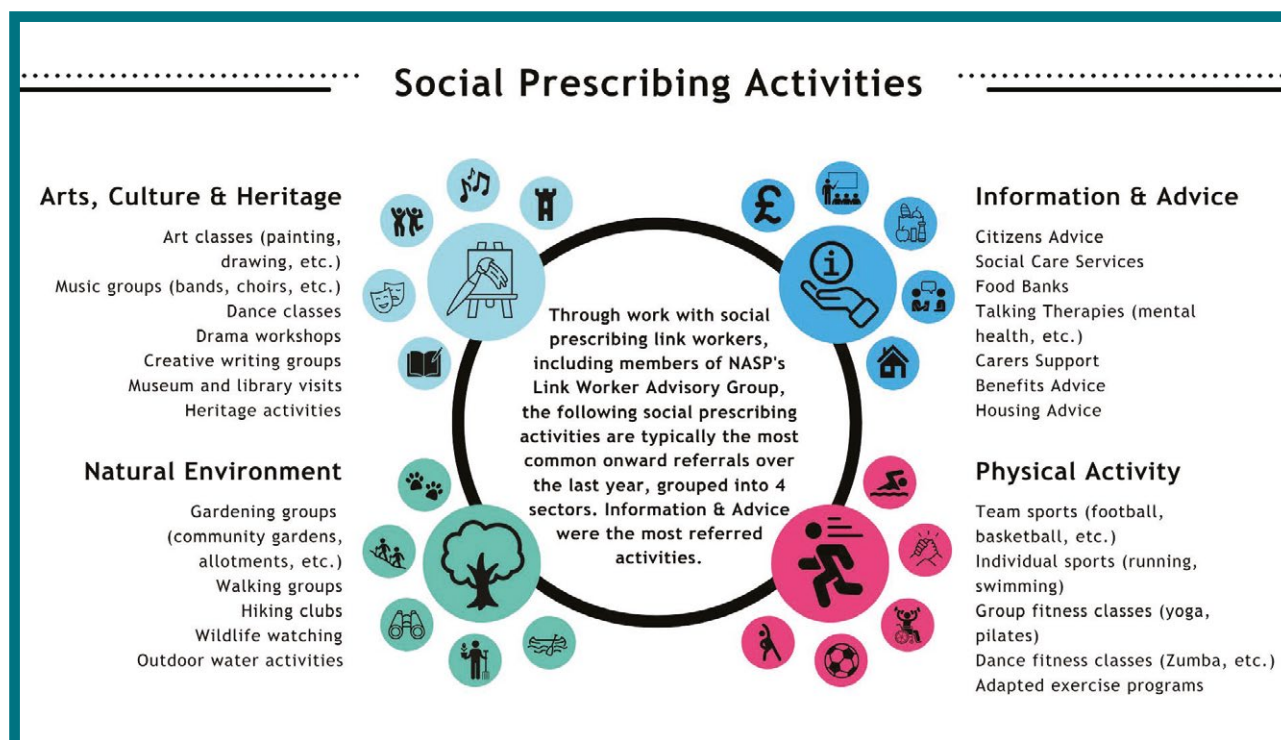 Social Prescribing Activities
Arts, Culture & Heritage
Art classes (painting,
drawing, etc.)
Music groups (bands, choirs, etc.)
Dance classes
Drama workshops
Creative writing groups
Museum and library visits
Heritage activities
Natural Environment
Gardening groups
(community gardens,
allotments, etc.)
Walking groups
Hiking clubs
Wildlife watching
Outdoor water activities
Through work with social
prescribing link workers,
including members of NASP's
Link Worker Advisory Group,
the following social prescribing
activities are typically the most
common onward referrals over
the last year, grouped into 4
sectors. Information & Advice
were the most referred
activities.
£
i
Information & Advice
Citizens Advice
Social Care Services
Food Banks
Talking Therapies (mental
health, etc.)
Carers Support
Benefits Advice
Housing Advice
Physical Activity
Team sports (football,
basketball, etc.)
Individual sports (running,
swimming)
Group fitness classes (yoga,
pilates)
Dance fitness classes (Zumba, etc.)
Adapted exercise programs